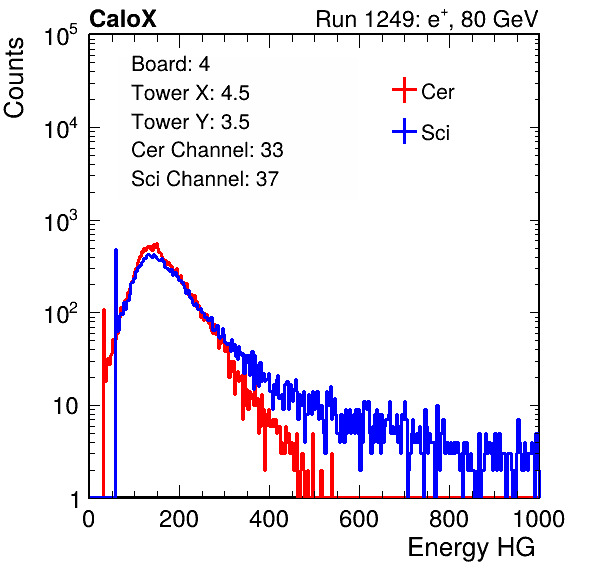 CaloX Run 1249: e⁺, 80 GeV
Counts
10⁵
10⁴
10³
10²
10
1
Board: 4
Tower X: 4.5
Tower Y: 3.5
Cer Channel: 33
Sci Channel: 37
Cer
Sci
0 200 400 600 800 1000
Energy HG